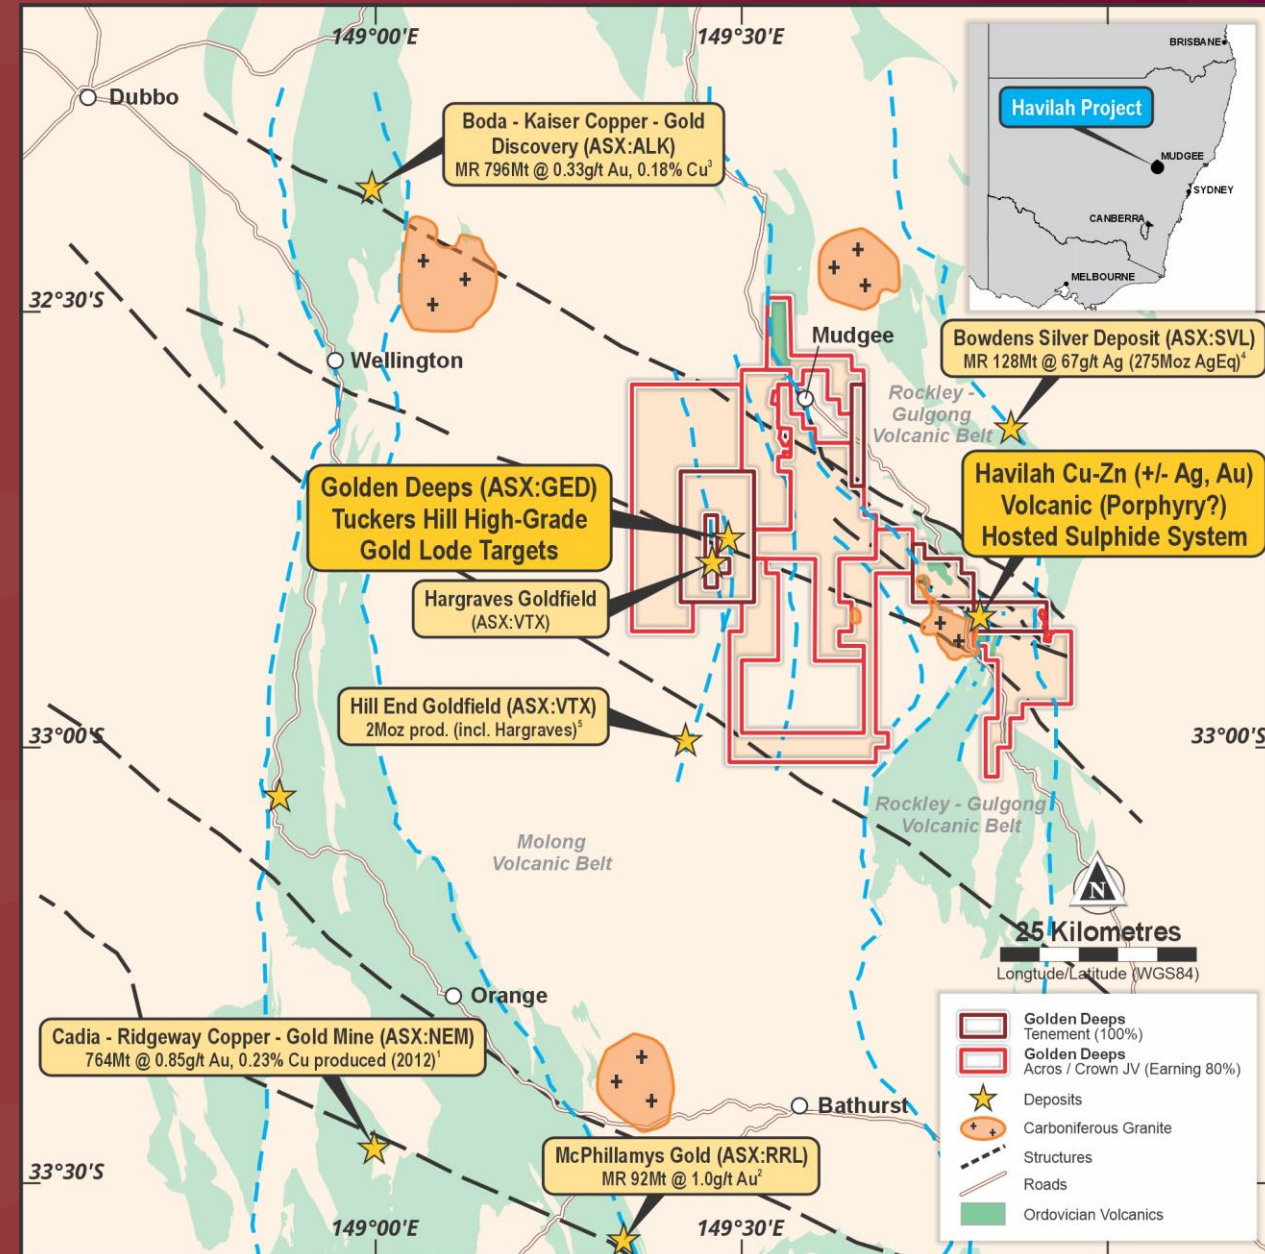 149°00'E
149°30'E
BRISBANE
Havilah Project
MUDGEE
SYDNEY
CANBERRA
MELBOURNE
Dubbo
Boda - Kaiser Copper - Gold
Discovery (ASX:ALK)
MR 796Mt @ 0.33g/t Au, 0.18% Cu³
32°30'S
Mudgee
Bowdens Silver Deposit (ASX:SVL)
MR 128Mt @ 67g/t Ag (275Moz AgEq)⁴
Wellington
Rockley -
Gulgong
Volcanic Belt
Golden Deeps (ASX:GED)
Tuckers Hill High-Grade
Gold Lode Targets
Havilah Cu-Zn (+/- Ag, Au)
Volcanic (Porphyry?)
Hosted Sulphide System
Hargraves Goldfield
(ASX:VTX)
Hill End Goldfield (ASX:VTX)
2Moz prod. (incl. Hargraves)⁵
33°00'S
33°00'S
Rockley - Gulgong
Volcanic Belt
Molong
Volcanic Belt
N
25 Kilometres
Longtude/Latitude (WGS84)
Orange
Cadia - Ridgeway Copper - Gold Mine (ASX:NEM)
764Mt @ 0.85g/t Au, 0.23% Cu produced (2012)¹
Bathurst
McPhillamys Gold (ASX:RRL)
MR 92Mt @ 1.0g/t Au²
33°30'S
149°00'E
149°30'E
Golden Deeps
Tenement (100%)
Golden Deeps
Acros / Crown JV (Earning 80%)
Deposits
Carboniferous Granite
Structures
Roads
Ordovician Volcanics